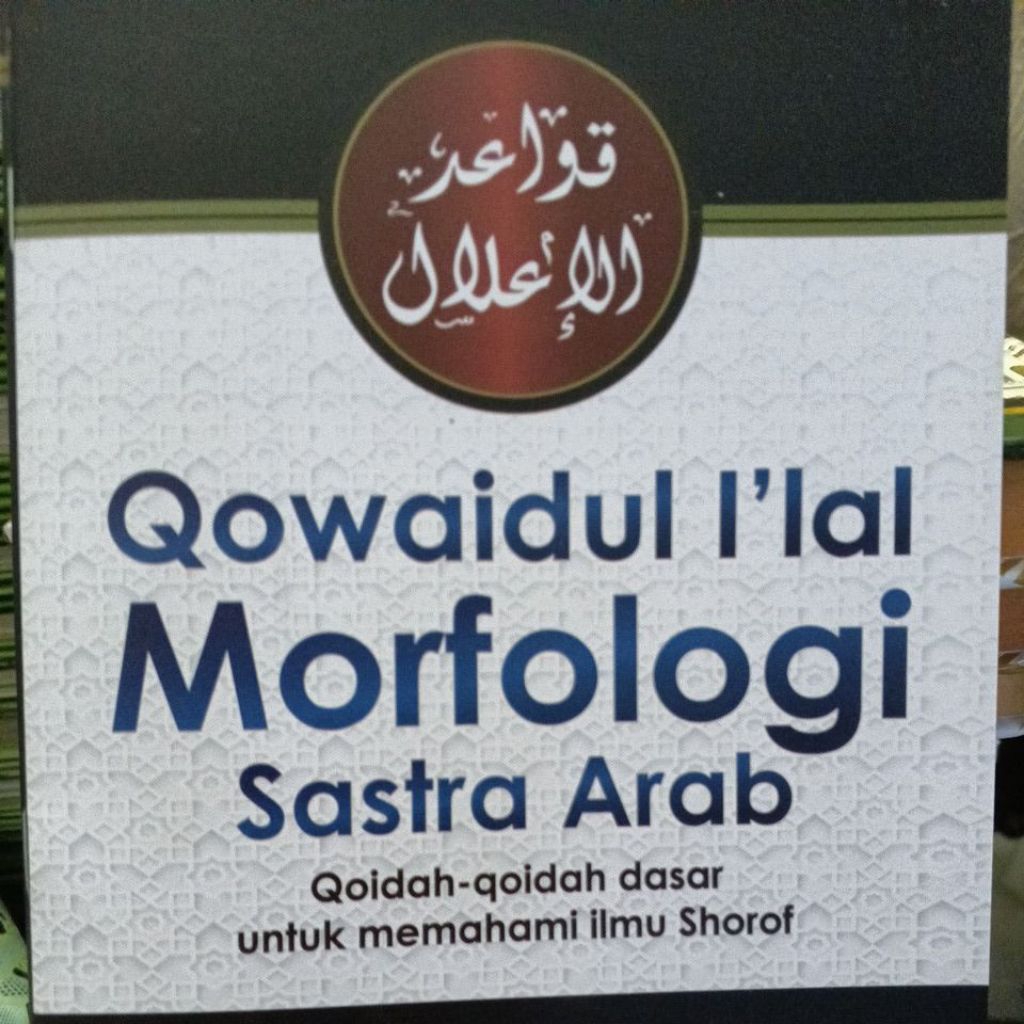 قواعد
الإعلال
Qowaidul I'lal
Morfologi
Sastra Arab
Qoidah-qoidah dasar
untuk memahami ilmu Shorof